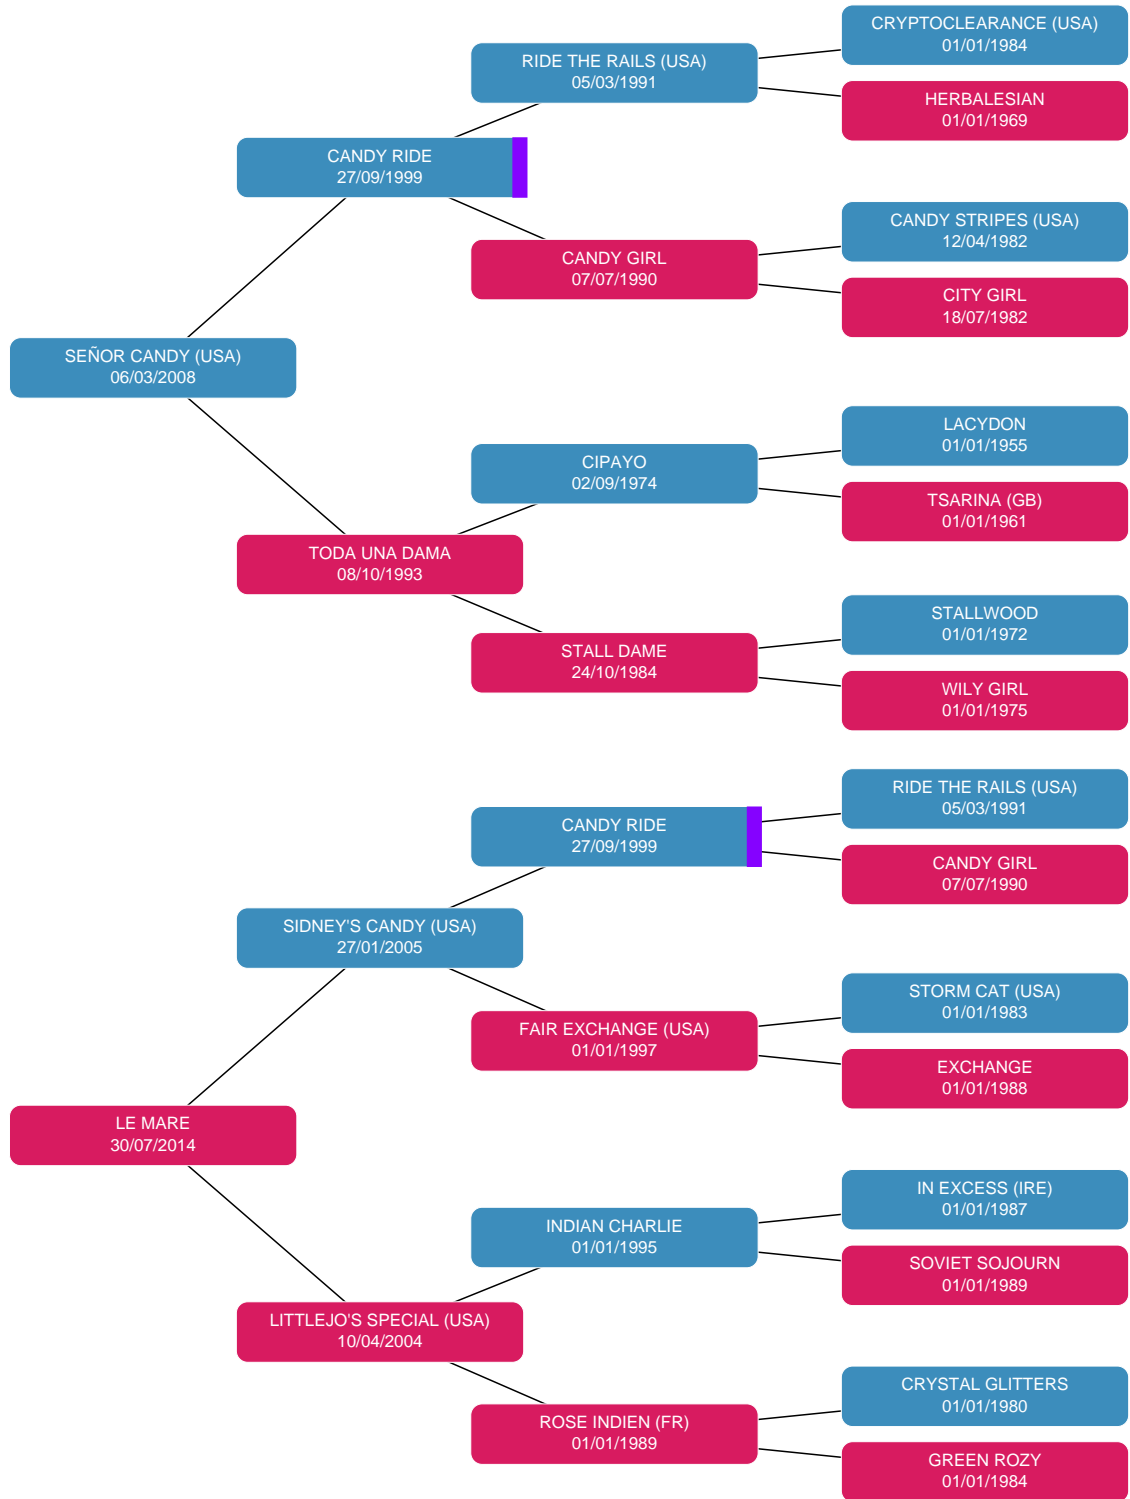 CRYPTOCLEARANCE (USA)
01/01/1984
RIDE THE RAILS (USA)
05/03/1991
HERBALESIAN
01/01/1969
CANDY RIDE
27/09/1999
CANDY STRIPES (USA)
12/04/1982
CANDY GIRL
07/07/1990
CITY GIRL
18/07/1982
SEÑOR CANDY (USA)
06/03/2008
LACYDON
01/01/1955
CIPAYO
02/09/1974
TSARINA (GB)
01/01/1961
TODA UNA DAMA
08/10/1993
STALLWOOD
01/01/1972
STALL DAME
24/10/1984
WILY GIRL
01/01/1975
RIDE THE RAILS (USA)
05/03/1991
CANDY RIDE
27/09/1999
CANDY GIRL
07/07/1990
SIDNEY'S CANDY (USA)
27/01/2005
STORM CAT (USA)
01/01/1983
FAIR EXCHANGE (USA)
01/01/1997
EXCHANGE
01/01/1988
LE MARE
30/07/2014
IN EXCESS (IRE)
01/01/1987
INDIAN CHARLIE
01/01/1995
SOVIET SOJOURN
01/01/1989
LITTLEJO'S SPECIAL (USA)
10/04/2004
CRYSTAL GLITTERS
01/01/1980
ROSE INDIEN (FR)
01/01/1989
GREEN ROZY
01/01/1984